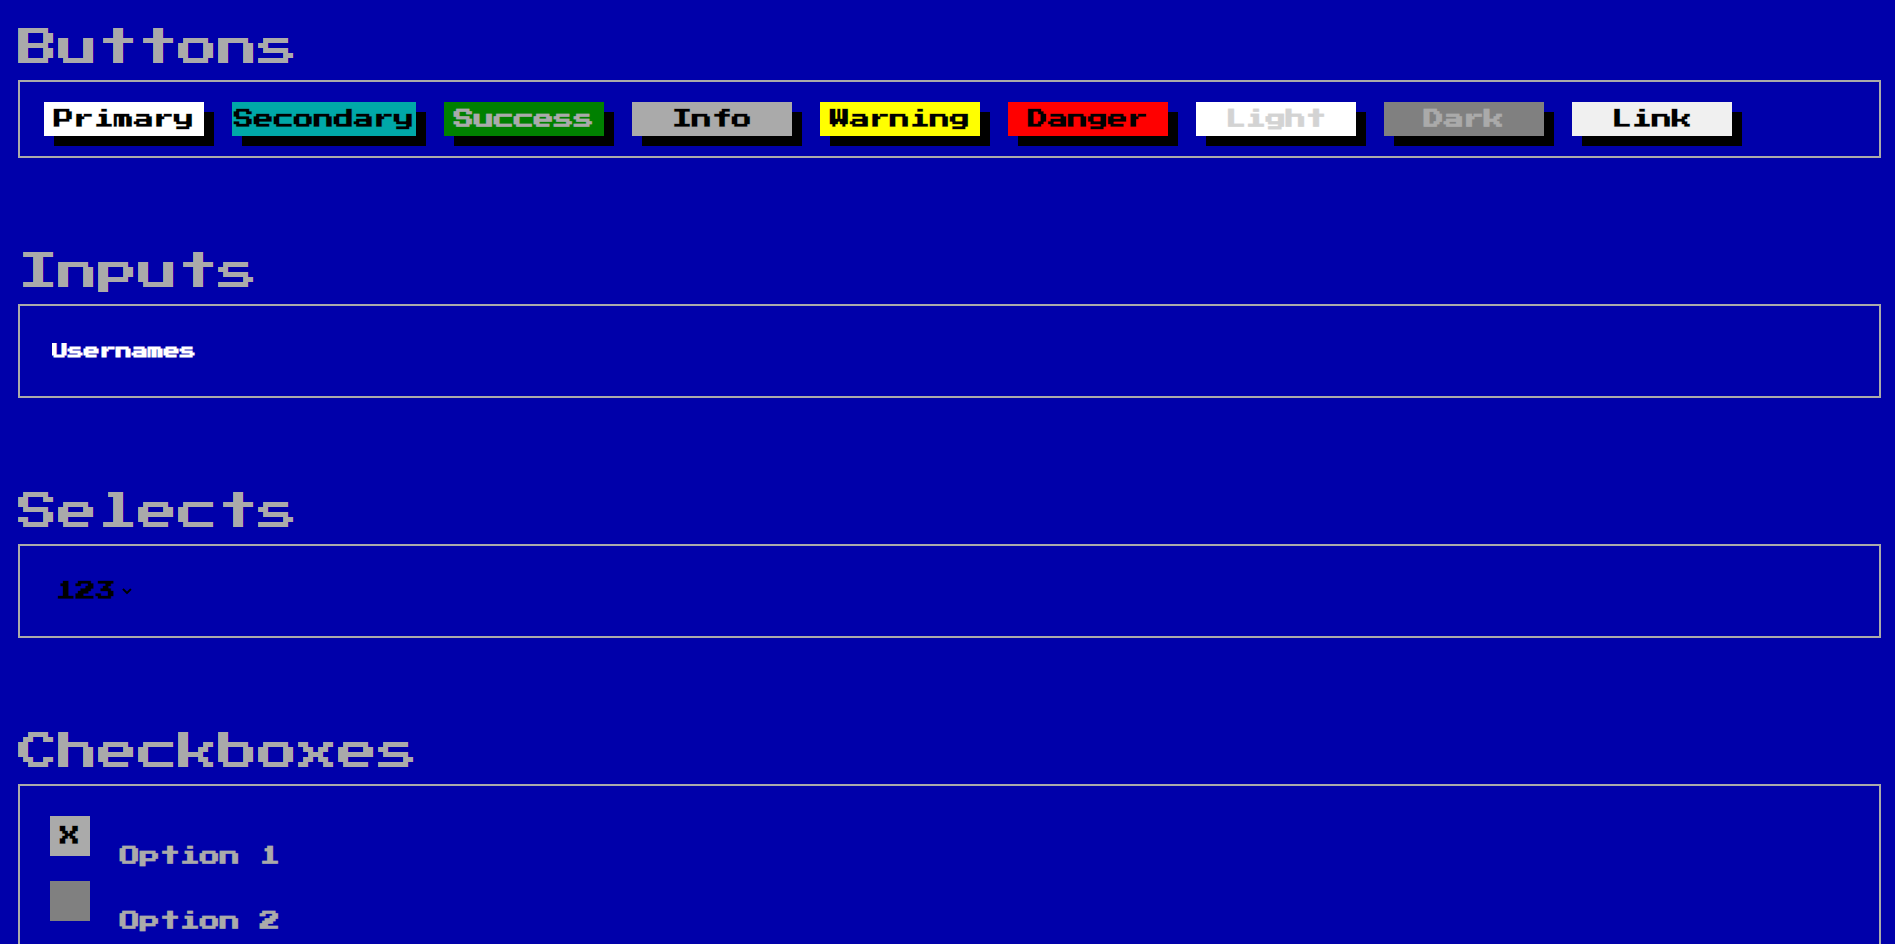 Buttons
Primary Secondary Success Info Warning Danger Light Dark Link
Inputs
Usernames
Selects
123
Checkboxes
X
Option 1
Option 2